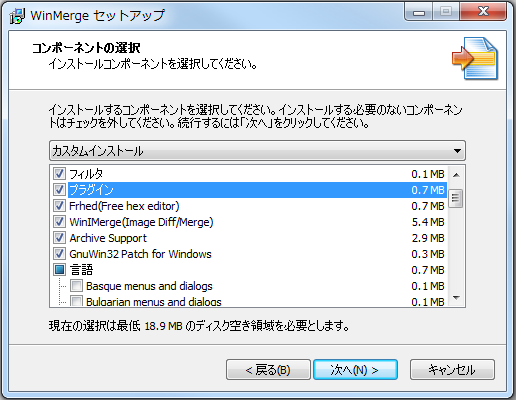 WinMerge セットアップ
コンポーネントの選択
インストールコンポーネントを選択してください。
インストールするコンポーネントを選択してください。インストールする必要のないコンポーネン
トはチェックを外してください。続行するには「次へ」をクリックしてください。
カスタムインストール
フィルタ 0.1 MB
プラグイン 0.7 MB
Frhed(Free hex editor) 0.7 MB
WinIMerge(Image Diff/Merge) 5.4 MB
Archive Support 2.9 MB
GnuWin32 Patch for Windows 0.3 MB
言語 0.7 MB
Basque menus and dialogs 0.1 MB
Bulgarian menus and dialogs 0.1 MB
現在の選択は最低 18.9 MB のディスク空き領域を必要とします。
< 戻る(B) 次へ(N) > キャンセル